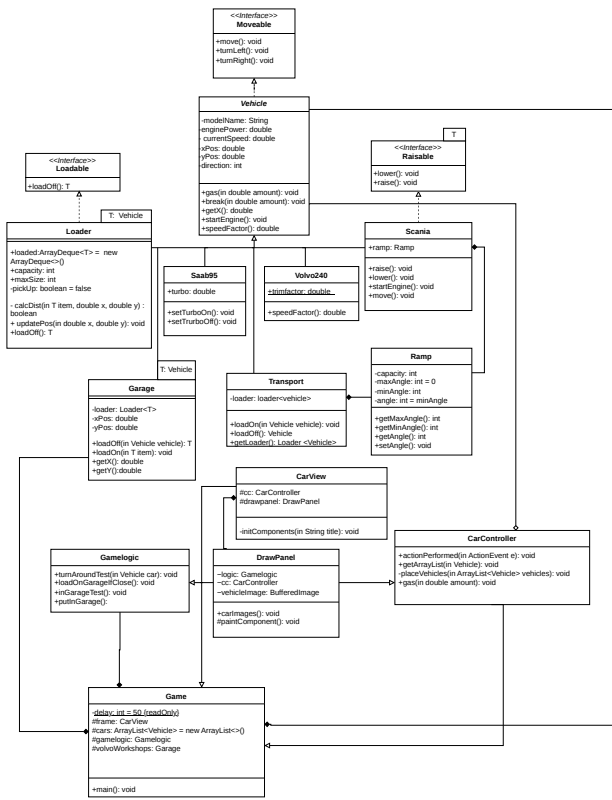 <<Interface>>
Moveable
+move(): void
+turnLeft(): void
+turnRight(): void
Vehicle
-modelName: String
-enginePower: double
- currentSpeed: double
-xPos: double
-yPos: double
-direction: int
+gas(in double amount): void
+break(in double amount): void
+getX(): double
+startEngine(): void
+speedFactor(): double
<<Interface>>
Loadable
+loadOff(): T
T
<<Interface>>
Raisable
+lower(): void
+raise(): void
T: Vehicle
Loader
+loaded:ArrayDeque<T> = new
ArrayDeque<>()
+capacity: int
+maxSize: int
-pickUp: boolean = false
- calcDist(in T item, double x, double y) :
boolean
+ updatePos(in double x, double y): void
+loadOff(): T
Saab95
+turbo: double
+setTurboOn(): void
+setTrurboOff(): void
Volvo240
+trimfactor: double
+speedFactor(): double
Scania
+ramp: Ramp
+raise(): void
+lower(): void
+startEngine(): void
+move(): void
T: Vehicle
Garage
-loader: Loader<T>
-xPos: double
-yPos: double
+loadOff(in Vehicle vehicle): T
+loadOn(in T item): void
+getX(): double
+getY():double
Transport
-loader: loader<vehicle>
+loadOn(in Vehicle vehicle): void
+loadOff(): Vehicle
+getLoader(): Loader <Vehicle>
Ramp
-capacity: int
-maxAngle: int = 0
-minAngle: int
-angle: int = minAngle
+getMaxAngle(): int
+getMinAngle(): int
+getAngle(): int
+setAngle(): void
CarView
#cc: CarController
#drawpanel: DrawPanel
-initComponents(in String title): void
CarController
+actionPerformed(in ActionEvent e): void
+getArrayList(in Vehicle): void
-placeVehicles(in ArrayList<Vehicle> vehicles): void
+gas(in double amount): void
Gamelogic
+turnAroundTest(in Vehicle car): void
+loadOnGarageIfClose(): void
+inGarageTest(): void
+putInGarage():
DrawPanel
-logic: Gamelogic
-cc: CarController
-vehicleImage: BufferedImage
+carImages(): void
#paintComponent(): void
Game
-delay: int = 50 {readOnly}
#frame: CarView
#cars: ArrayList<Vehicle> = new ArrayList<>()
#gamelogic: Gamelogic
#volvoWorkshops: Garage
+main(): void